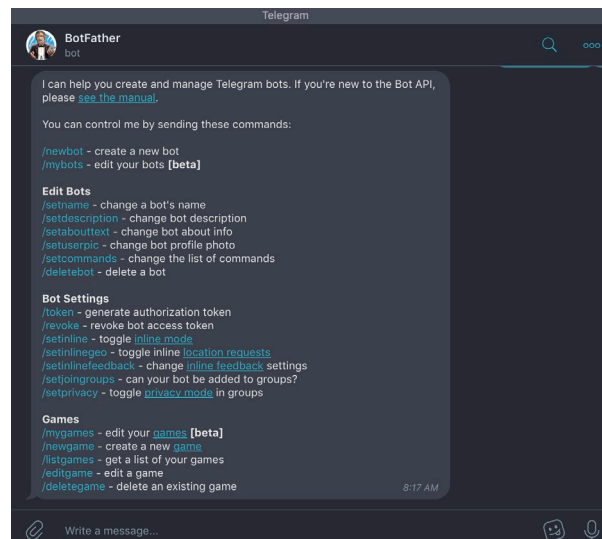 Telegram
BotFather
bot
I can help you create and manage Telegram bots. If you're new to the Bot API,
please see the manual.
You can control me by sending these commands:
/newbot - create a new bot
/mybots - edit your bots [beta]
Edit Bots
/setname - change a bot's name
/setdescription - change bot description
/setabouttext - change bot about info
/setuserpic - change bot profile photo
/setcommands - change the list of commands
/deletebot - delete a bot
Bot Settings
/token - generate authorization token
/revoke - revoke bot access token
/setinline - toggle inline mode
/setinlinegeo - toggle inline location requests
/setinlinefeedback - change inline feedback settings
/setjoingroups - can your bot be added to groups?
/setprivacy - toggle privacy mode in groups
Games
/mygames - edit your games [beta]
/newgame - create a new game
/listgames - get a list of your games
/editgame - edit a game
/deletegame - delete an existing game
8:17 AM
Write a message...